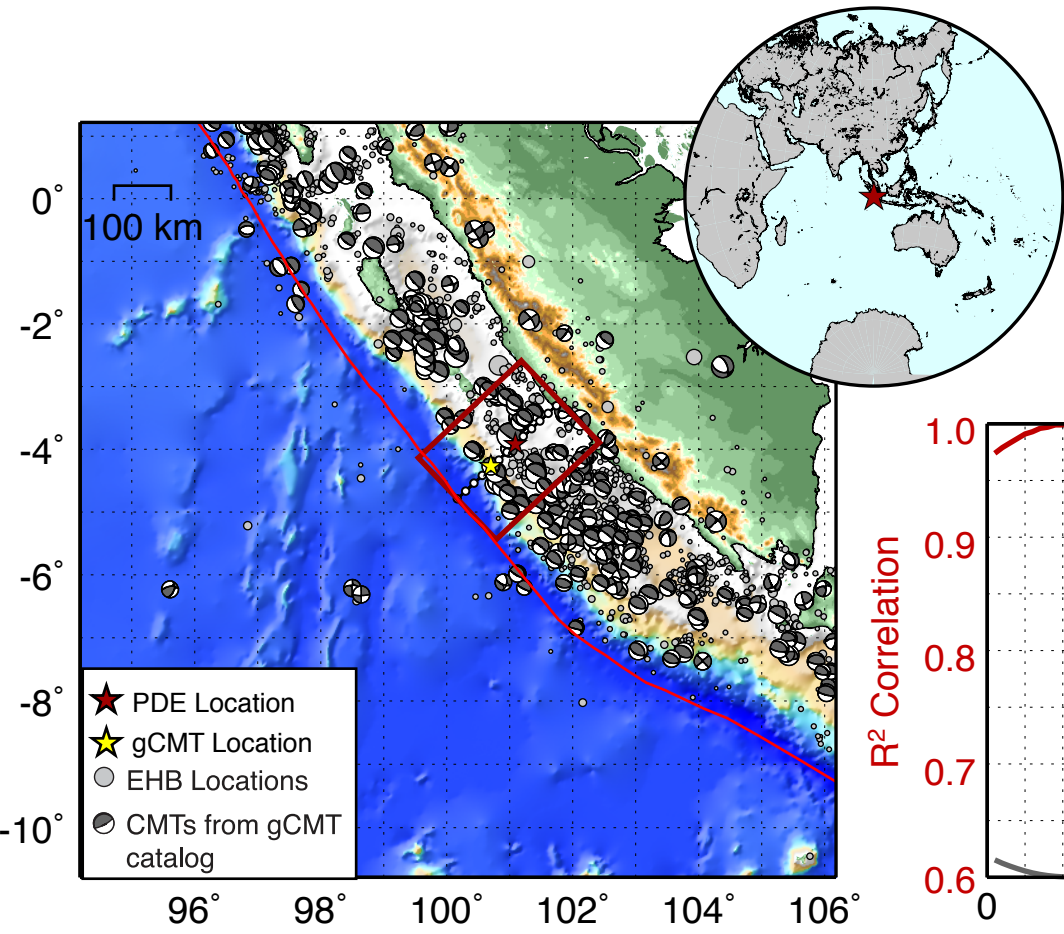 0°
100 km
-2°
-4°
-6°
-8°
-10°
PDE Location
gCMT Location
EHB Locations
CMTs from gCMT
catalog
96°
98°
100°
102°
104°
106°
R² Correlation
1.0
0.9
0.8
0.7
0.6
0